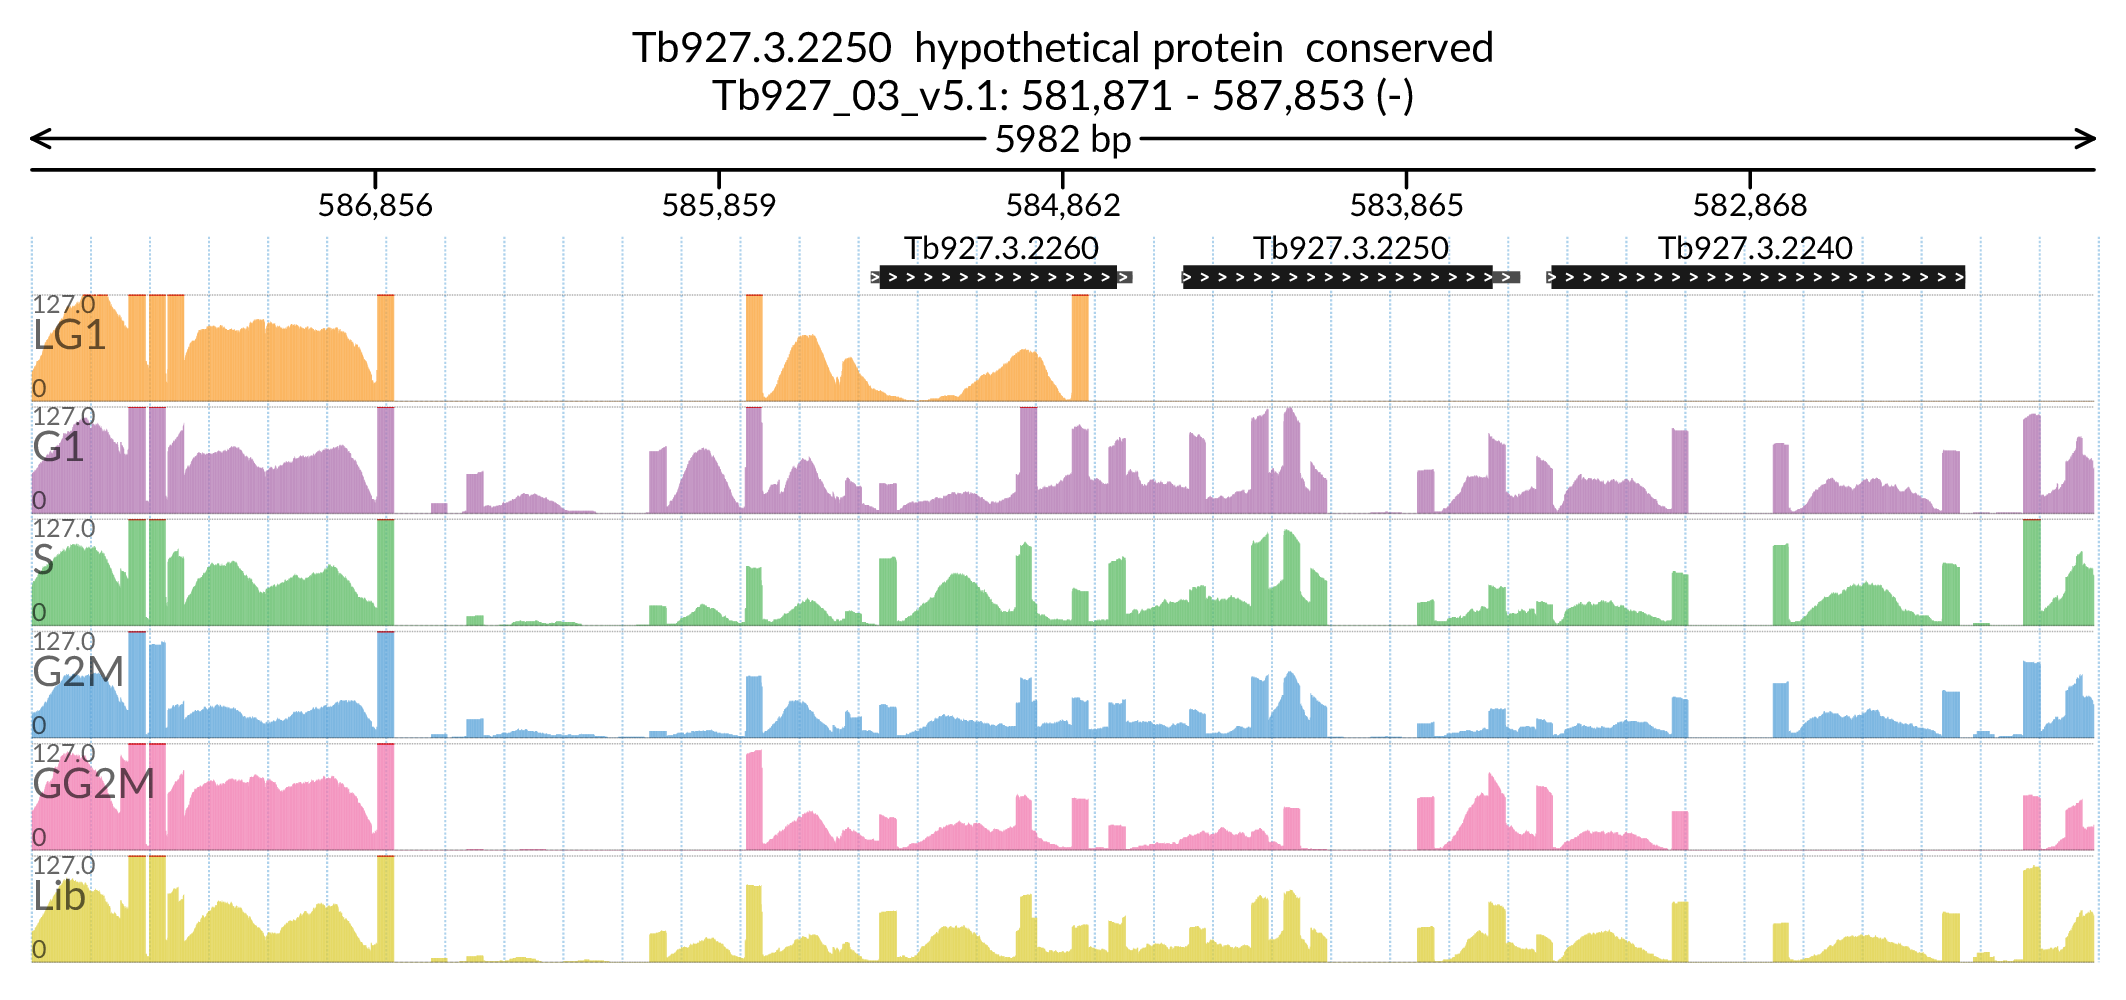 Tb927.3.2250  hypothetical protein  conserved
Tb927_03_v5.1: 581,871 - 587,853 (-)
5982 bp
586,856 585,859 584,862 583,865 582,868
Tb927.3.2260 Tb927.3.2250 Tb927.3.2240
127.0
LG1
0
127.0
G1
0
127.0
S
0
127.0
G2M
0
127.0
GG2M
0
127.0
Lib
0